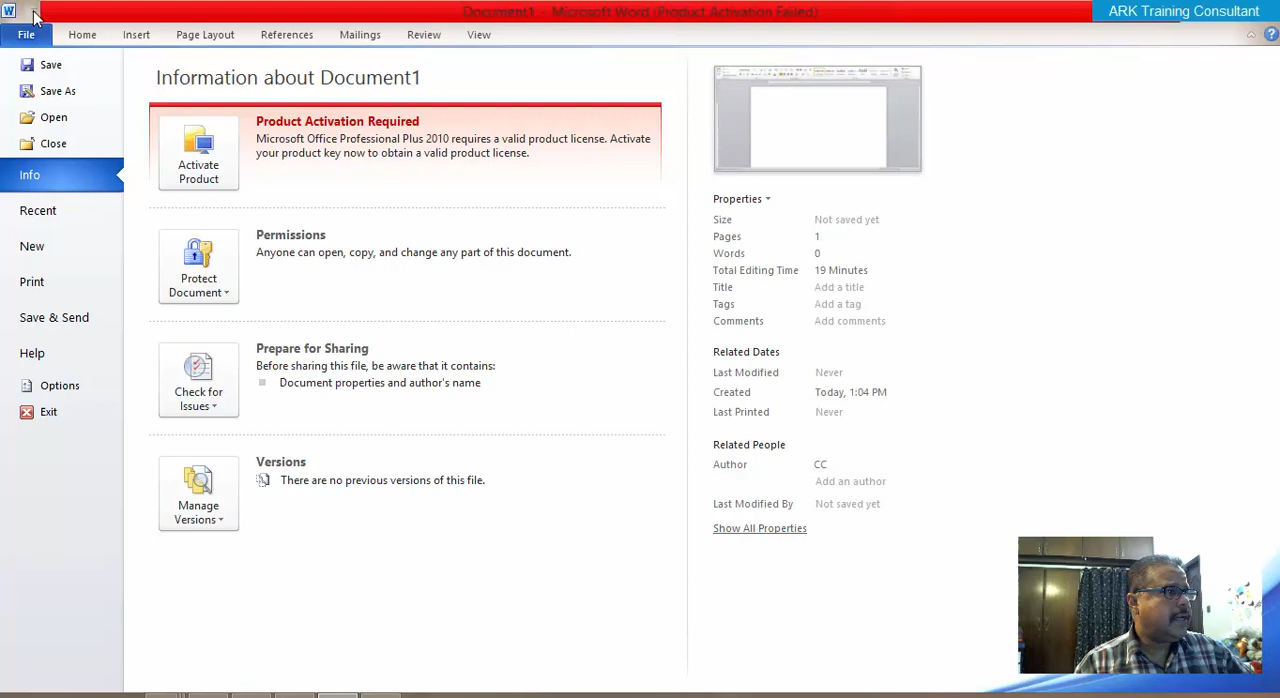 Document1 - Microsoft Word (Product Activation Failed)
ARK Training Consultant
File Home Insert Page Layout References Mailings Review View
Save
Save As
Open
Close
Info
Recent
New
Print
Save & Send
Help
Options
Exit
Information about Document1
Activate
Product
Product Activation Required
Microsoft Office Professional Plus 2010 requires a valid product license. Activate
your product key now to obtain a valid product license.
Protect
Document
Permissions
Anyone can open, copy, and change any part of this document.
Check for
Issues
Prepare for Sharing
Before sharing this file, be aware that it contains:
Document properties and author's name
Manage
Versions
Versions
There are no previous versions of this file.
Properties
Size Not saved yet
Pages 1
Words 0
Total Editing Time 19 Minutes
Title Add a title
Tags Add a tag
Comments Add comments
Related Dates
Last Modified Never
Created Today, 1:04 PM
Last Printed Never
Related People
Author CC
Add an author
Last Modified By Not saved yet
Show All Properties